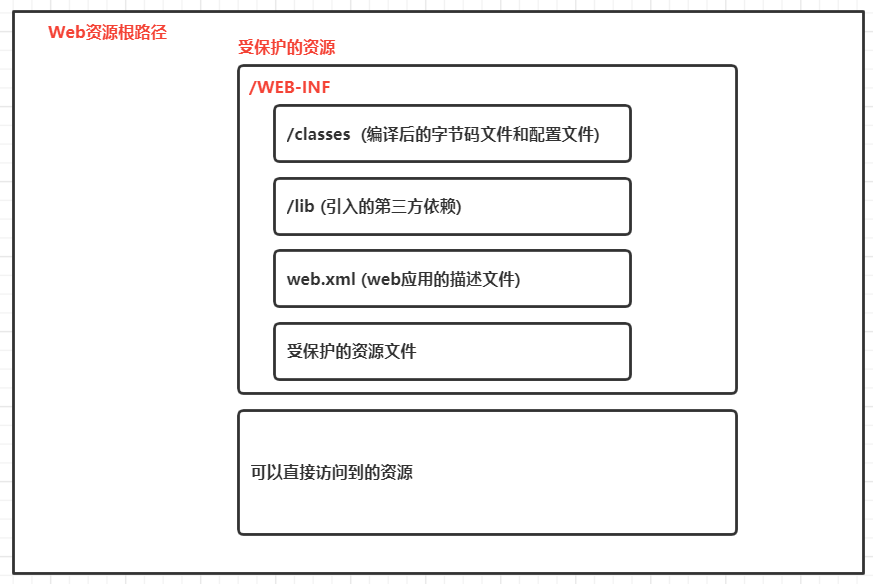 Web资源根路径
受保护的资源
/WEB-INF
/classes (编译后的字节码文件和配置文件)
/lib (引入的第三方依赖)
web.xml (web应用的描述文件)
受保护的资源文件
可以直接访问到的资源